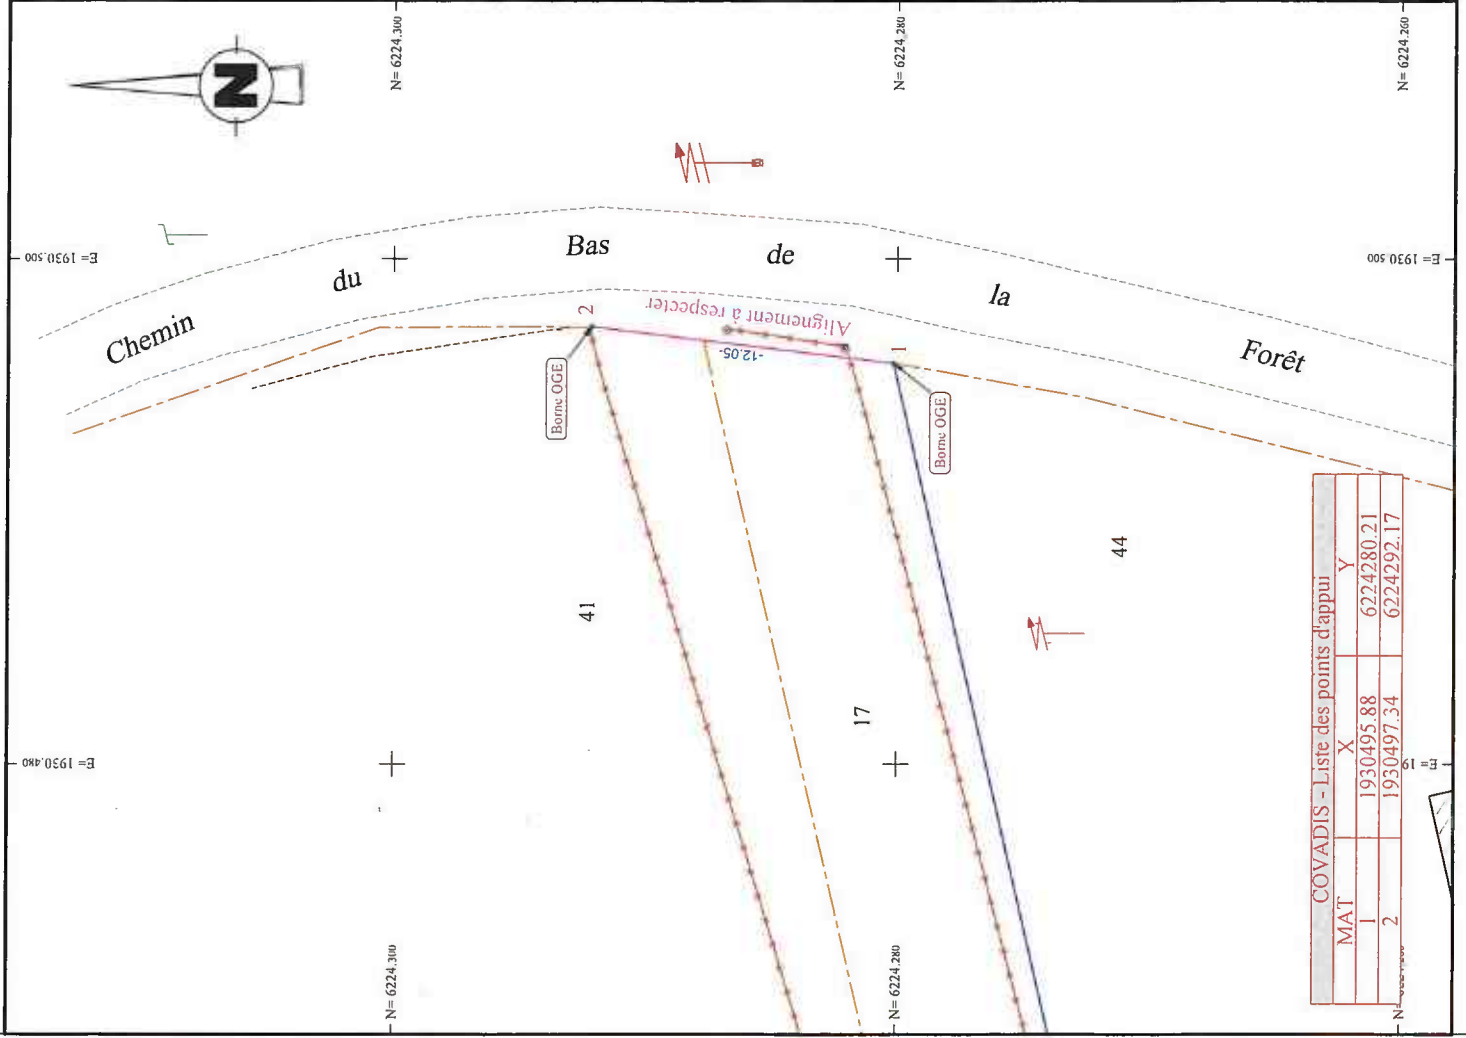 N= 6224.300
N= 6224.280
N= 6224.260
N
E= 1930.500
E= 1930.500
Chemin du Bas de la Forêt
Alignement à respecter
2
-12.05-
1
Borne OGE
Borne OGE
41
17
44
E= 1930.480
E= 19
N= 6224.300
N= 6224.280
N=
COVADIS - Liste des points d'appui
MAT X Y
1 1930495.88 6224280.21
2 1930497.34 6224292.17